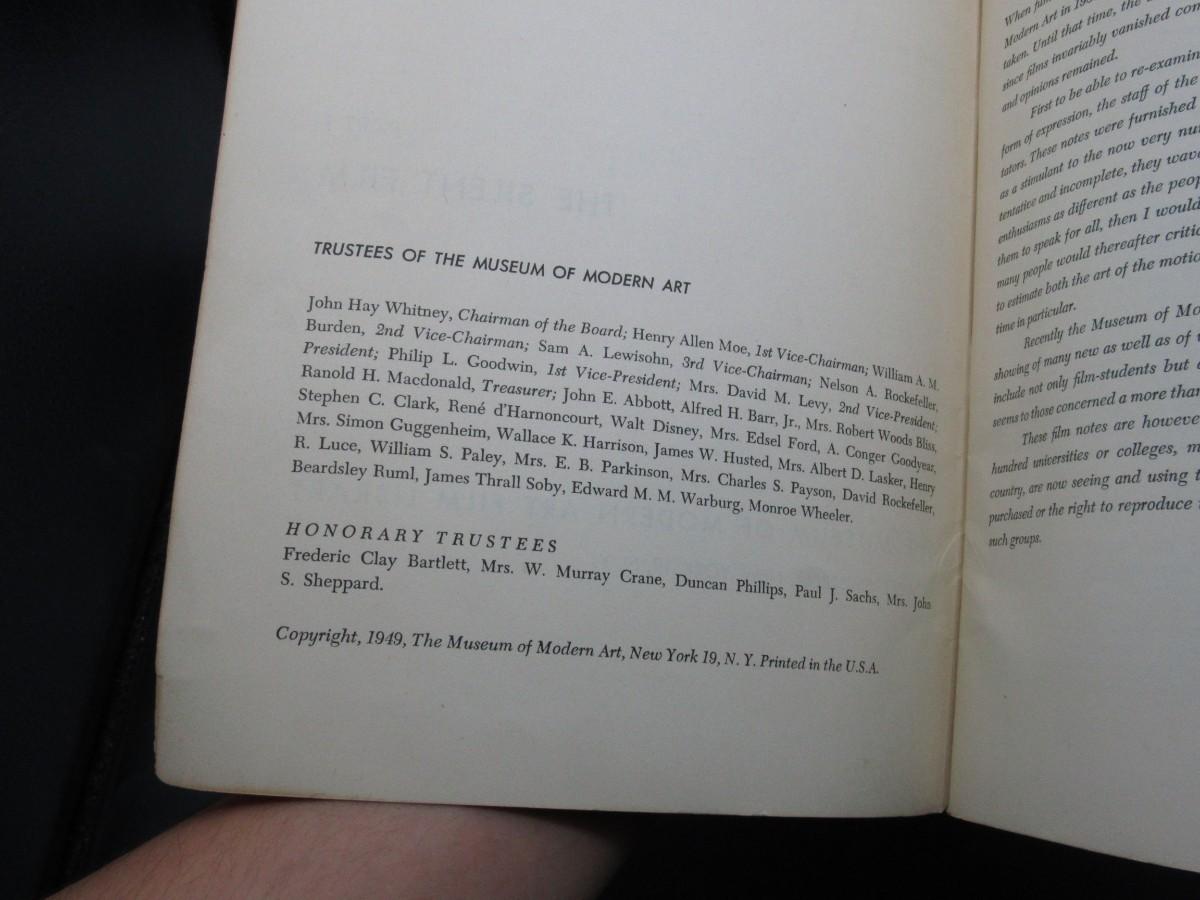 TRUSTEES OF THE MUSEUM OF MODERN ART
John Hay Whitney, Chairman of the Board; Henry Allen Moe, 1st Vice-Chairman; William A. M.
Burden, 2nd Vice-Chairman; Sam A. Lewisohn, 3rd Vice-Chairman; Nelson A. Rockefeller,
President; Philip L. Goodwin, 1st Vice-President; Mrs. David M. Levy, 2nd Vice-President;
Ranold H. Macdonald, Treasurer; John E. Abbott, Alfred H. Barr, Jr., Mrs. Robert Woods Bliss,
Stephen C. Clark, René d'Harnoncourt, Walt Disney, Mrs. Edsel Ford, A. Conger Goodyear,
Mrs. Simon Guggenheim, Wallace K. Harrison, James W. Husted, Mrs. Albert D. Lasker, Henry
R. Luce, William S. Paley, Mrs. E. B. Parkinson, Mrs. Charles S. Payson, David Rockefeller,
Beardsley Ruml, James Thrall Soby, Edward M. M. Warburg, Monroe Wheeler.
HONORARY TRUSTEES
Frederic Clay Bartlett, Mrs. W. Murray Crane, Duncan Phillips, Paul J. Sachs, Mrs. John
S. Sheppard.
Copyright, 1949, The Museum of Modern Art, New York 19, N. Y. Printed in the U.S.A.
When
Modern Art in
taken. Until that time, the
since films invariably vanished
and opinions remained.
First to be able to
form of expression, the staff of the
tators. These notes were furnished
as a stimulant to the now very
tentative and incomplete, they
enthusiasms as different as the
them to speak for all, then I would
many people would thereafter
to estimate both the art of the
time in particular.
Recently the Museum of
showing of many new as well as of
include not only film-students but
seems to those concerned a more than
These film notes are
hundred universities or colleges,
country, are now seeing and using
purchased or the right to reproduce
such groups.